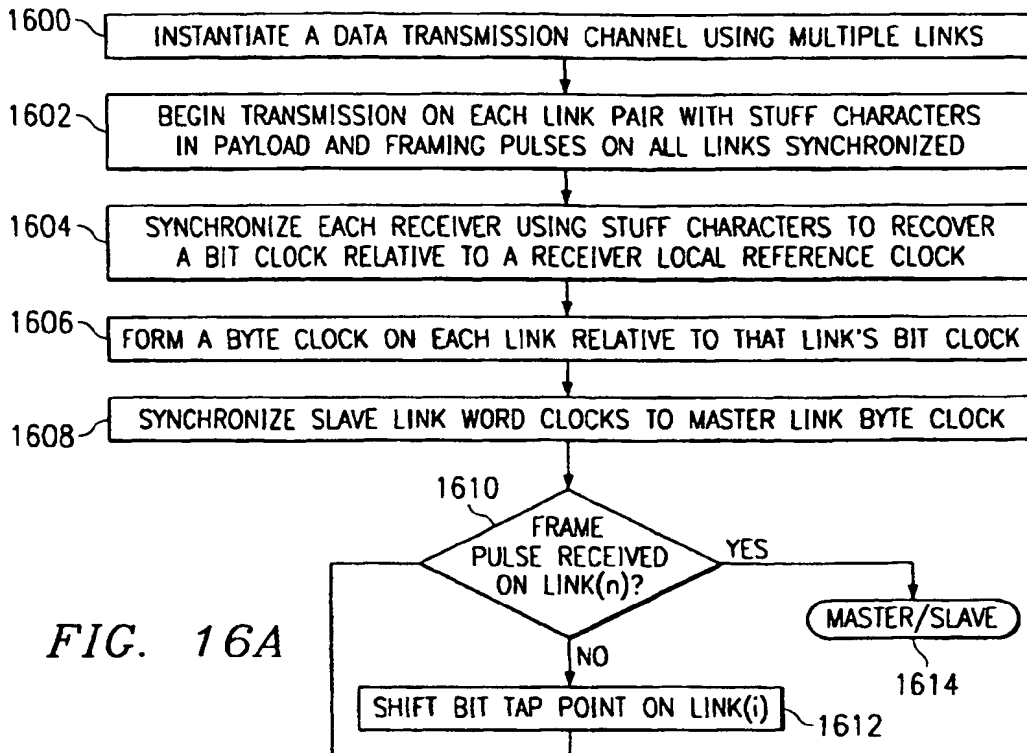 1600
INSTANTIATE A DATA TRANSMISSION CHANNEL USING MULTIPLE LINKS
1602
BEGIN TRANSMISSION ON EACH LINK PAIR WITH STUFF CHARACTERS
IN PAYLOAD AND FRAMING PULSES ON ALL LINKS SYNCHRONIZED
1604
SYNCHRONIZE EACH RECEIVER USING STUFF CHARACTERS TO RECOVER
A BIT CLOCK RELATIVE TO A RECEIVER LOCAL REFERENCE CLOCK
1606
FORM A BYTE CLOCK ON EACH LINK RELATIVE TO THAT LINK'S BIT CLOCK
1608
SYNCHRONIZE SLAVE LINK WORD CLOCKS TO MASTER LINK BYTE CLOCK
1610
FRAME
PULSE RECEIVED
ON LINK(n)?
YES
MASTER/SLAVE
1614
NO
SHIFT BIT TAP POINT ON LINK(i)
1612
FIG. 16A